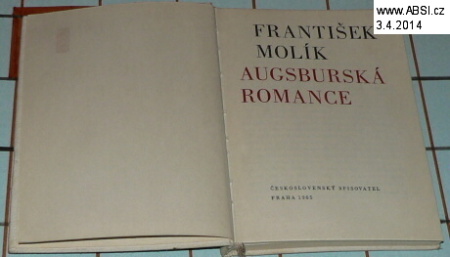 www.ABSI.cz
3.4.2014
FRANTIŠEK
MOLÍK
AUGSBURSKÁ
ROMANCE
ČESKOSLOVENSKÝ SPISOVATEL
PRAHA